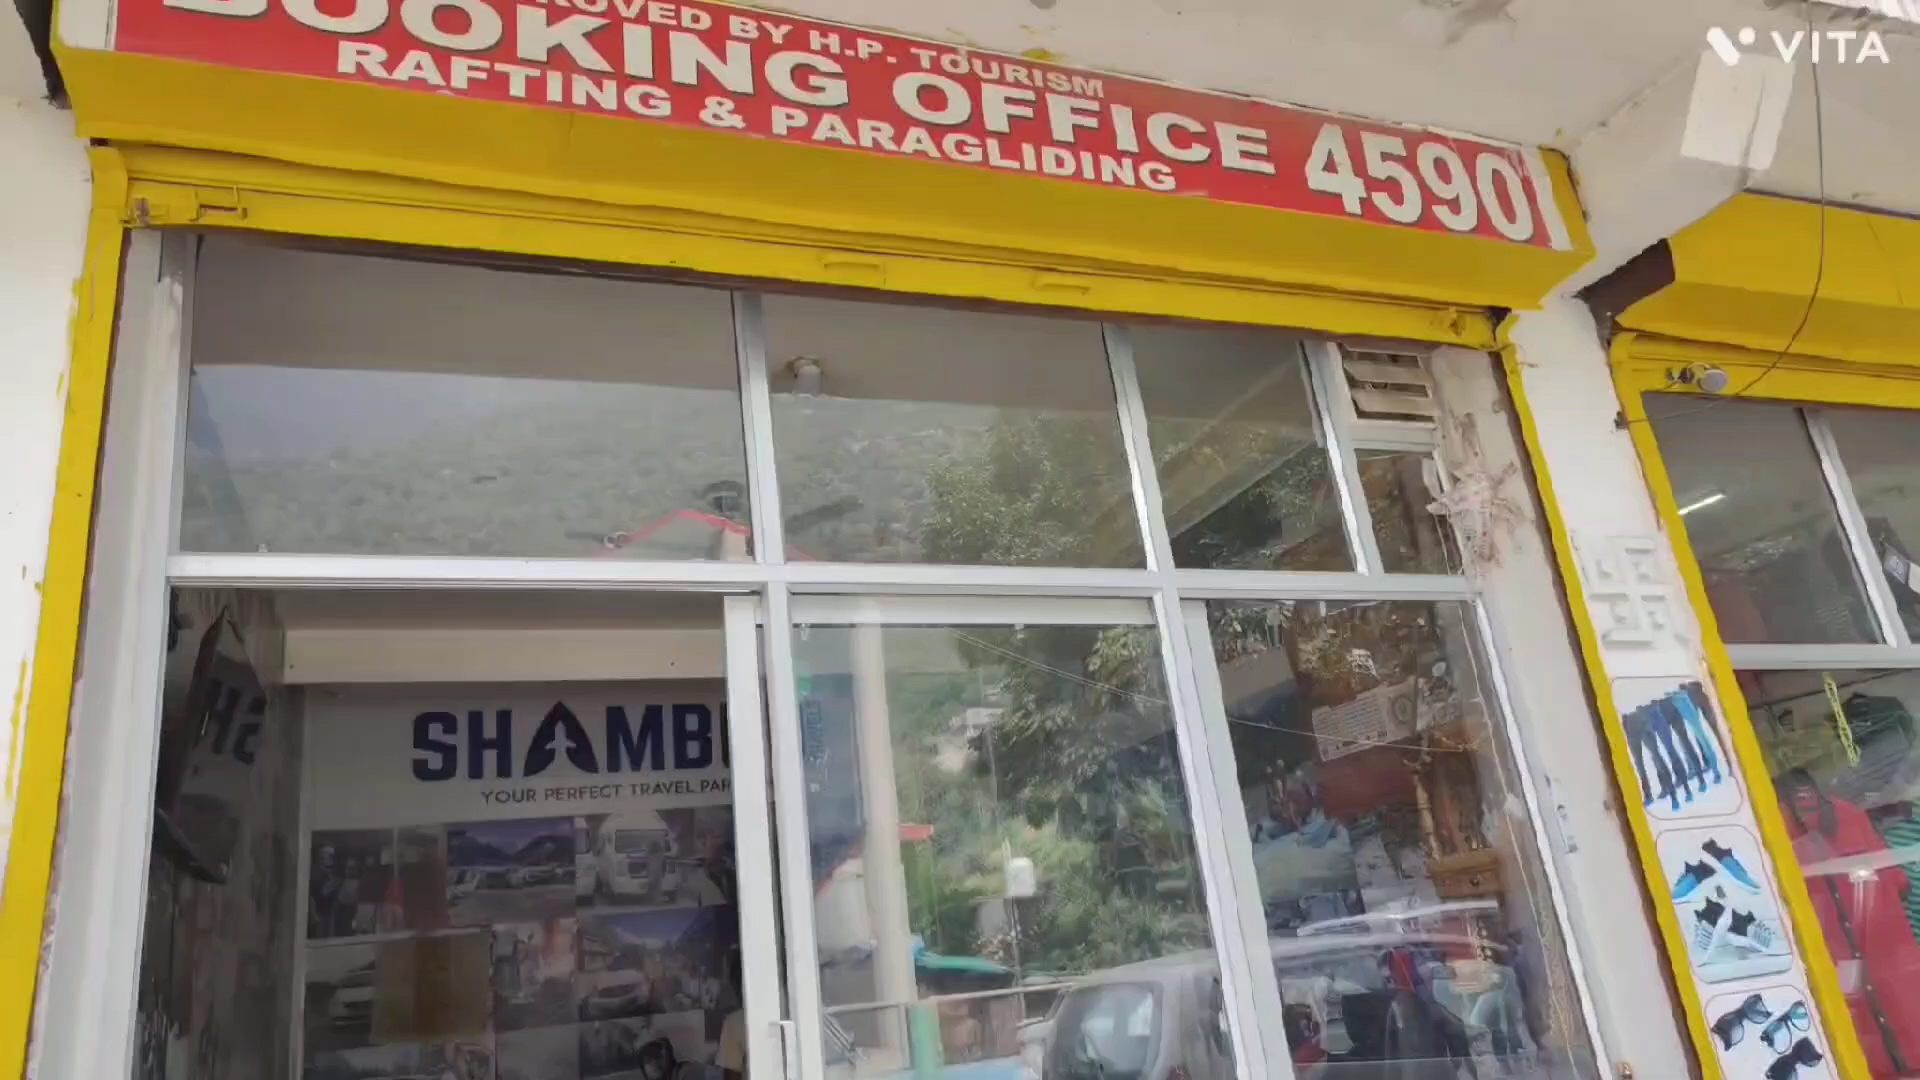 ROVED BY H.P. TOURISM
BOOKING OFFICE 4590
RAFTING & PARAGLIDING
VITA
SHAMB
YOUR PERFECT TRAVEL PAR